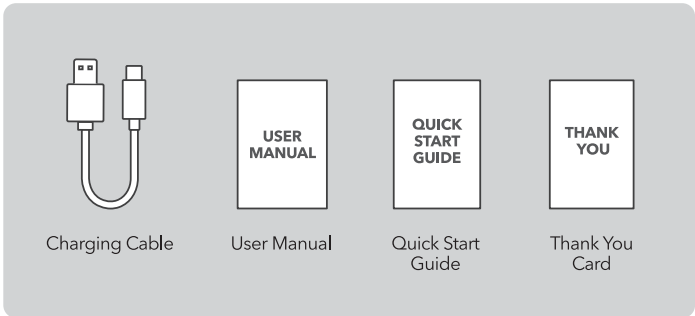 USER
MANUAL
QUICK
START
GUIDE
THANK
YOU
Charging Cable
User Manual
Quick Start
Guide
Thank You
Card